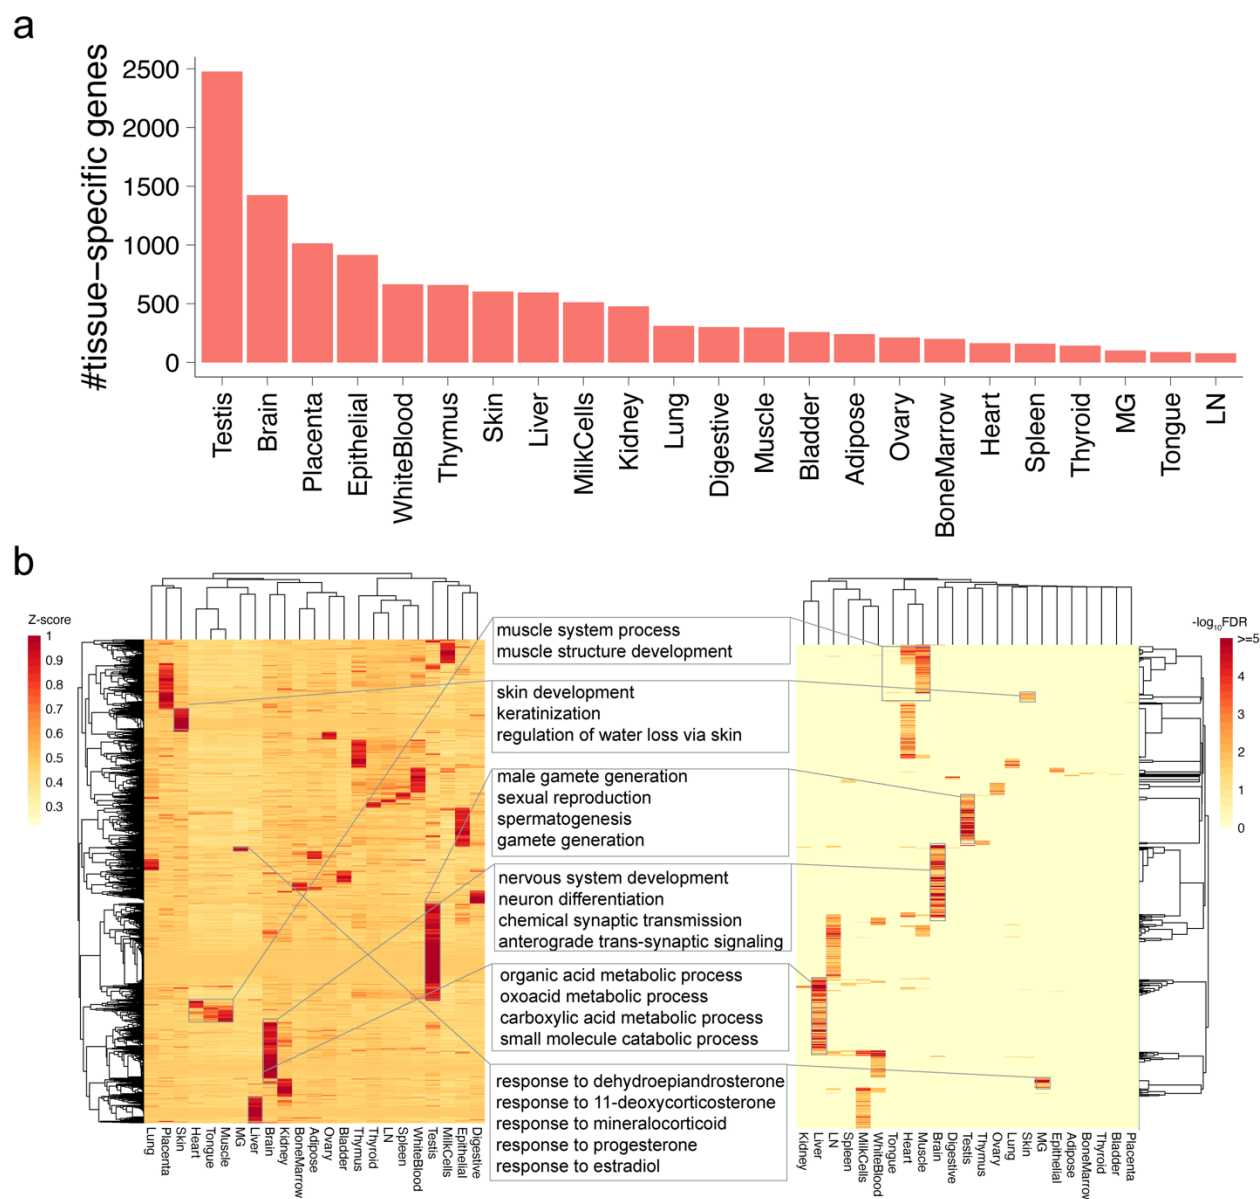 a
#tissue−specific genes
2500
2000
1500
1000
500
0
Testis
Brain
Placenta
Epithelial
WhiteBlood
Thymus
Skin
Liver
MilkCells
Kidney
Lung
Digestive
Muscle
Bladder
Adipose
Ovary
BoneMarrow
Heart
Spleen
Thyroid
MG
Tongue
LN
b
Z-score
1
0.9
0.8
0.7
0.6
0.5
0.4
0.3
Lung
Placenta
Skin
Heart
Tongue
Muscle
MG
Liver
Brain
Kidney
BoneMarrow
Adipose
Ovary
Bladder
Thymus
Thyroid
LN
Spleen
WhiteBlood
Testis
MilkCells
Epithelial
Digestive
muscle system process
muscle structure development
skin development
keratinization
regulation of water loss via skin
male gamete generation
sexual reproduction
spermatogenesis
gamete generation
nervous system development
neuron differentiation
chemical synaptic transmission
anterograde trans-synaptic signaling
organic acid metabolic process
oxoacid metabolic process
carboxylic acid metabolic process
small molecule catabolic process
response to dehydroepiandrosterone
response to 11-deoxycorticosterone
response to mineralocorticoid
response to progesterone
response to estradiol
-log10FDR
>=5
4
3
2
1
0
Kidney
Liver
LN
Spleen
MilkCells
WhiteBlood
Tongue
Heart
Muscle
Brain
Digestive
Testis
Thymus
Ovary
Lung
Skin
MG
Epithelial
Adipose
BoneMarrow
Thyroid
Bladder
Placenta